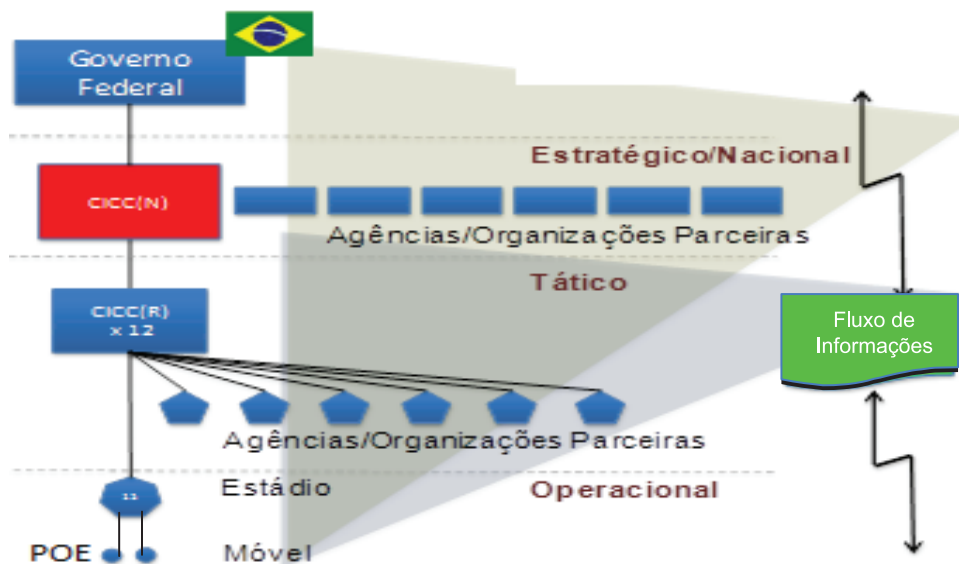 Governo
Federal
Estratégico/Nacional
CICC(N)
Agências/Organizações Parceiras
Tático
CICC(R)
x 12
Fluxo de
Informações
Agências/Organizações Parceiras
Estádio
Operacional
11
POE
Móvel